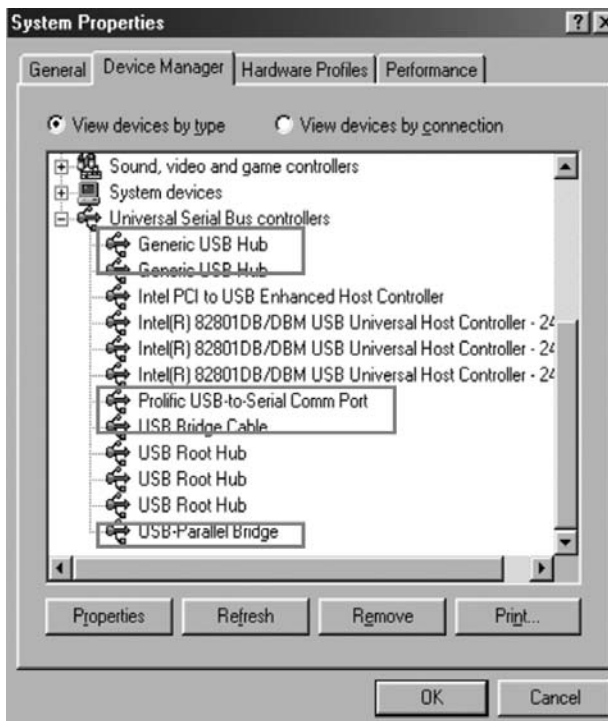 System Properties
General Device Manager Hardware Profiles Performance
View devices by type View devices by connection
Sound, video and game controllers
System devices
Universal Serial Bus controllers
Generic USB Hub
Generic USB Hub
Intel PCI to USB Enhanced Host Controller
Intel(R) 82801DB/DBM USB Universal Host Controller - 24
Intel(R) 82801DB/DBM USB Universal Host Controller - 24
Intel(R) 82801DB/DBM USB Universal Host Controller - 24
Prolific USB-to-Serial Comm Port
USB Bridge Cable
USB Root Hub
USB Root Hub
USB Root Hub
USB-Parallel Bridge
Properties Refresh Remove Print...
OK Cancel